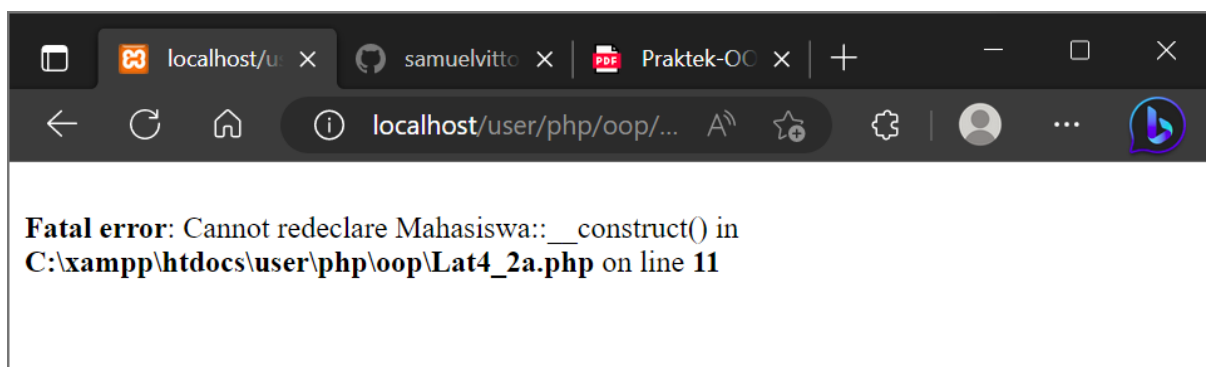 localhost/u
samuelvitto
PDF
Praktek-OO
localhost/user/php/oop/...
Fatal error: Cannot redeclare Mahasiswa::__construct() in
C:\xampp\htdocs\user\php\oop\Lat4_2a.php on line 11